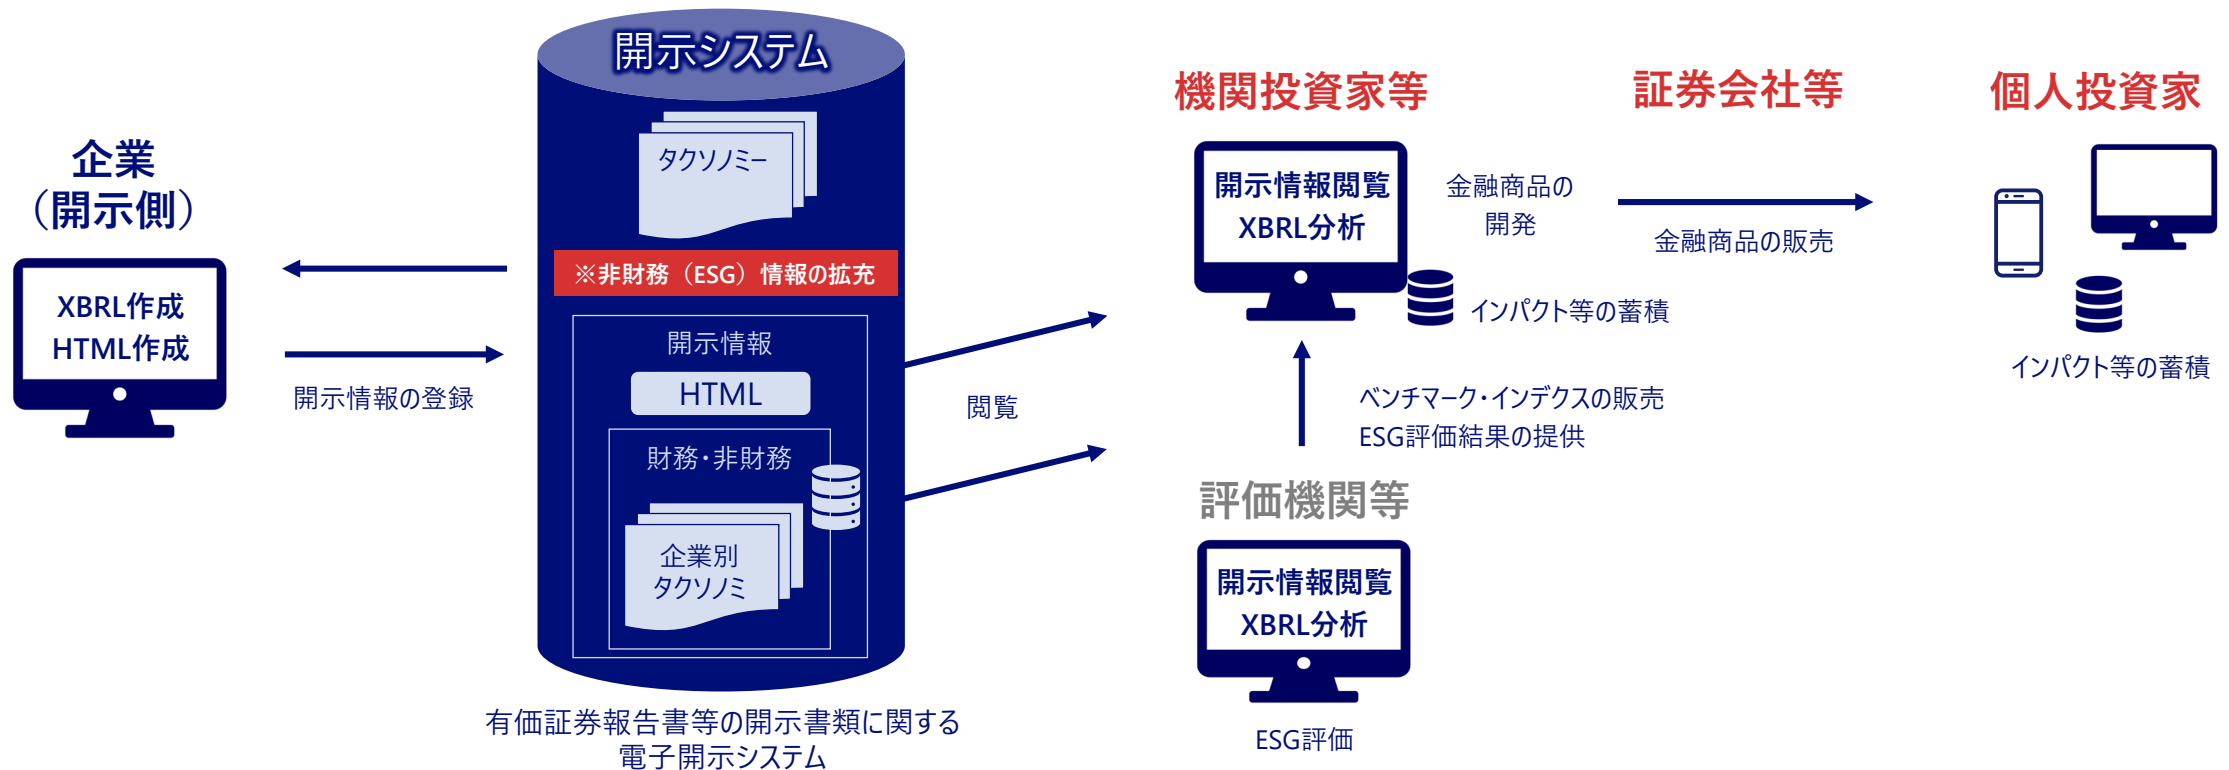 企業
（開示側）
XBRL作成
HTML作成
開示情報の登録
開示システム
タクソノミー
※非財務（ESG）情報の拡充
開示情報
HTML
財務・非財務
企業別
タクソノミ
有価証券報告書等の開示書類に関する
電子開示システム
閲覧
機関投資家等
開示情報閲覧
XBRL分析
金融商品の
開発
インパクト等の蓄積
ベンチマーク・インデクスの販売
ESG評価結果の提供
評価機関等
開示情報閲覧
XBRL分析
ESG評価
証券会社等
金融商品の販売
個人投資家
インパクト等の蓄積